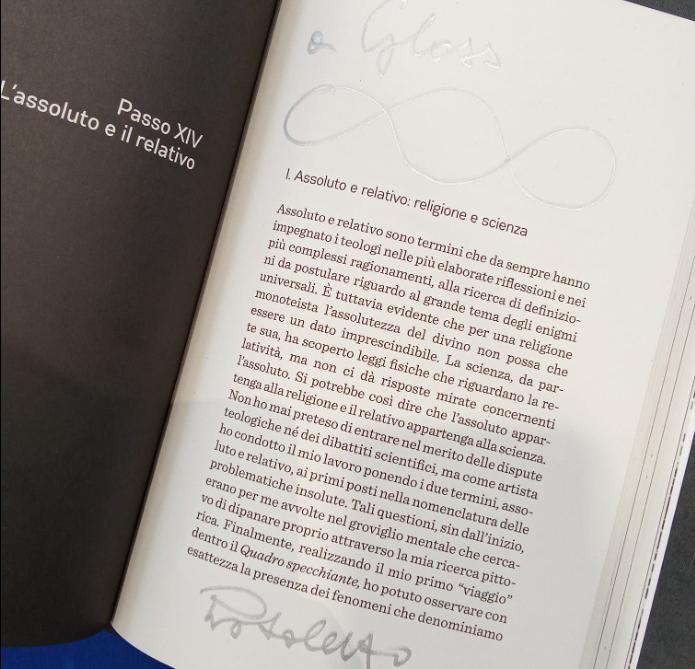 Passo XIV
L'assoluto e il relativo
a Gloss
I. Assoluto e relativo: religione e scienza
Assoluto e relativo sono termini che da sempre hanno
impegnato i teologi nelle più elaborate riflessioni e nei
più complessi ragionamenti, alla ricerca di definizio-
ni da postulare riguardo al grande tema degli enigmi
universali. È tuttavia evidente che per una religione
monoteista l'assolutezza del divino non possa che
essere un dato imprescindibile. La scienza, da par-
te sua, ha scoperto leggi fisiche che riguardano la re-
latività, ma non ci dà risposte mirate concernenti
l'assoluto. Si potrebbe così dire che l'assoluto appar-
tenga alla religione e il relativo appartenga alla scienza.
Non ho mai preteso di entrare nel merito delle dispute
teologiche né dei dibattiti scientifici, ma come artista
ho condotto il mio lavoro ponendo i due termini, asso-
luto e relativo, ai primi posti nella nomenclatura delle
problematiche insolute. Tali questioni, sin dall'inizio,
erano per me avvolte nel groviglio mentale che cerca-
vo di dipanare proprio attraverso la mia ricerca pitto-
rica. Finalmente, realizzando il mio primo “viaggio”
dentro il Quadro specchiante, ho potuto osservare con
esattezza la presenza dei fenomeni che denominiamo
Pistoletto